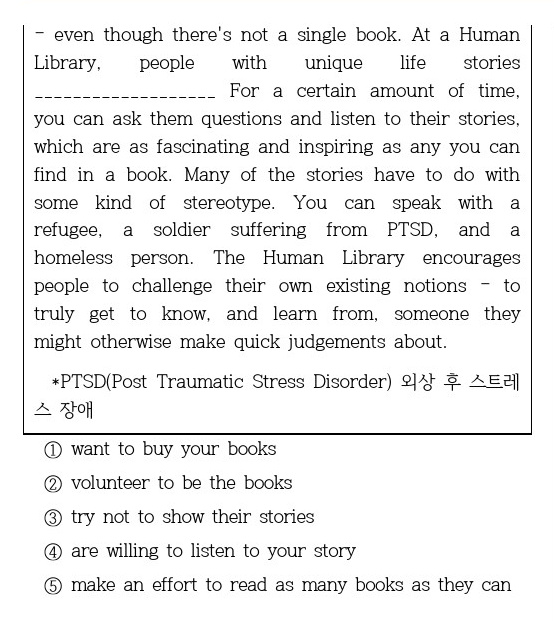 - even though there's not a single book. At a Human
Library, people with unique life stories
___________________ For a certain amount of time,
you can ask them questions and listen to their stories,
which are as fascinating and inspiring as any you can
find in a book. Many of the stories have to do with
some kind of stereotype. You can speak with a
refugee, a soldier suffering from PTSD, and a
homeless person. The Human Library encourages
people to challenge their own existing notions - to
truly get to know, and learn from, someone they
might otherwise make quick judgements about.
*PTSD(Post Traumatic Stress Disorder) 외상 후 스트레
스 장애
① want to buy your books
② volunteer to be the books
③ try not to show their stories
④ are willing to listen to your story
⑤ make an effort to read as many books as they can